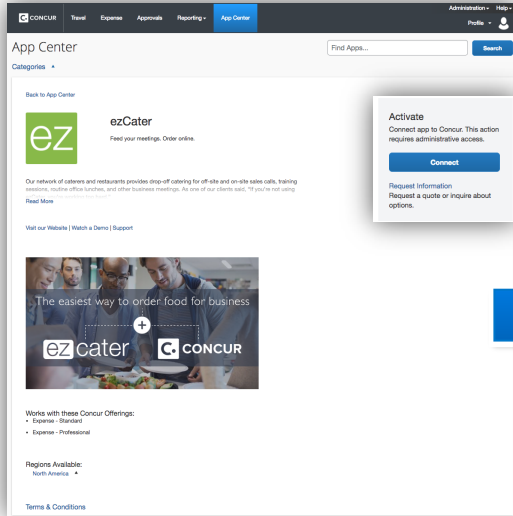 Administration Help
C. CONCUR Travel Expense Approvals Reporting App Center
Profile
App Center
Find Apps...
Search
Categories
Back to App Center
ez
ezCater
Feed your meetings. Order online.
Our network of caterers and restaurants provides drop-off catering for off-site and on-site sales calls, training
sessions, routine office lunches, and other business meetings. As one of our clients said, "If you're not using
Read More
Visit our Website | Watch a Demo | Support
Activate
Connect app to Concur. This action
requires administrative access.
Connect
Request Information
Request a quote or inquire about
options.
The easiest way to order food for business
ez cater + C. CONCUR
Works with these Concur Offerings:
• Expense - Standard
• Expense - Professional
Regions Available:
North America
Terms & Conditions